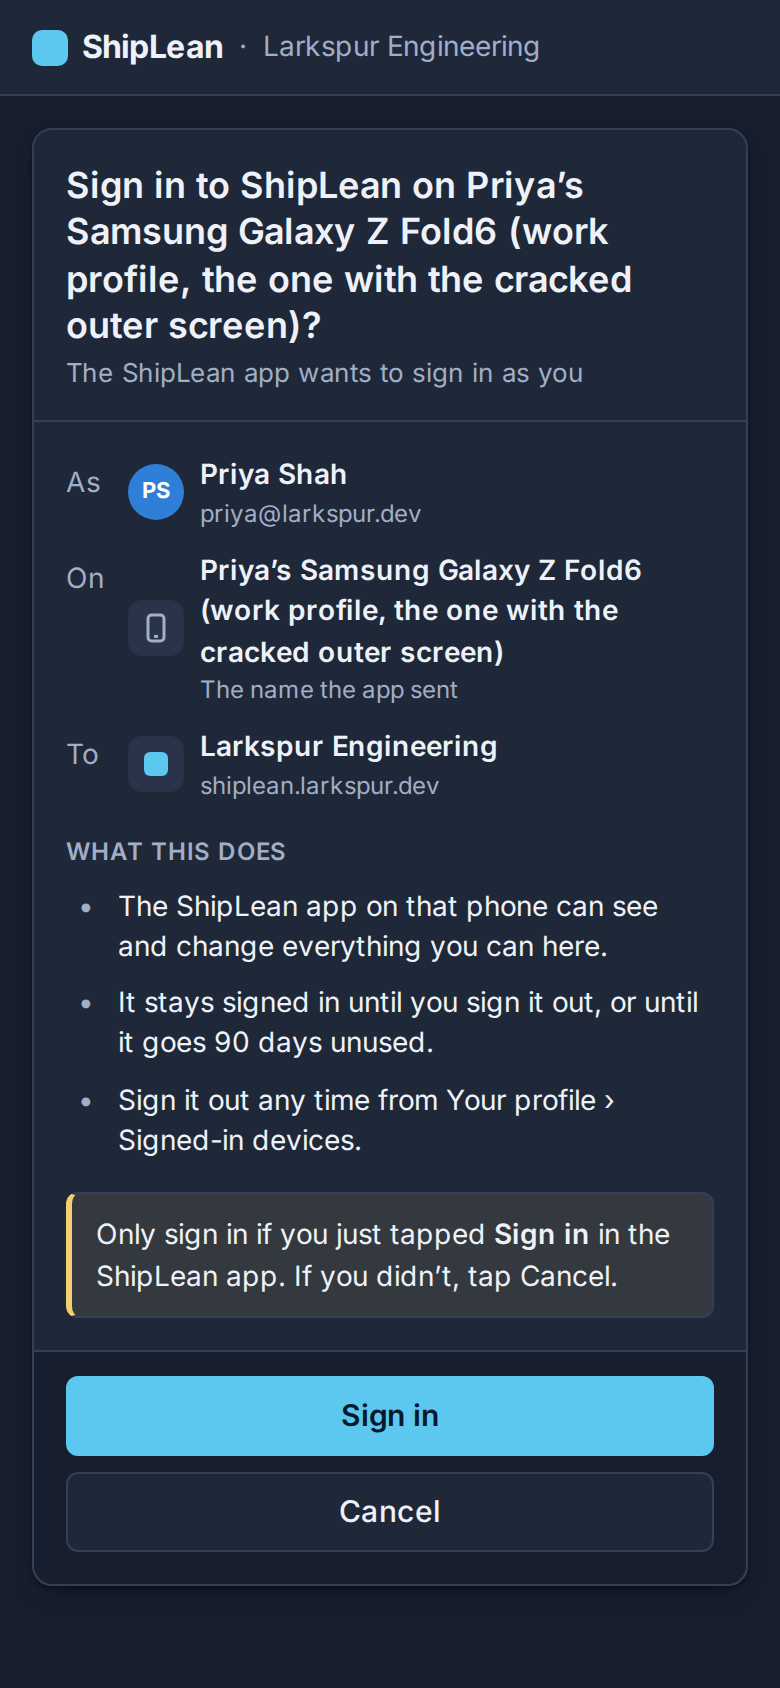 ShipLean · Larkspur Engineering
Sign in to ShipLean on Priya’s
Samsung Galaxy Z Fold6 (work
profile, the one with the cracked
outer screen)?
The ShipLean app wants to sign in as you
As
PS
Priya Shah
priya@larkspur.dev
On
Priya’s Samsung Galaxy Z Fold6
(work profile, the one with the
cracked outer screen)
The name the app sent
To
Larkspur Engineering
shiplean.larkspur.dev
WHAT THIS DOES
• The ShipLean app on that phone can see
and change everything you can here.
• It stays signed in until you sign it out, or until
it goes 90 days unused.
• Sign it out any time from Your profile ›
Signed-in devices.
Only sign in if you just tapped Sign in in the
ShipLean app. If you didn’t, tap Cancel.
Sign in
Cancel